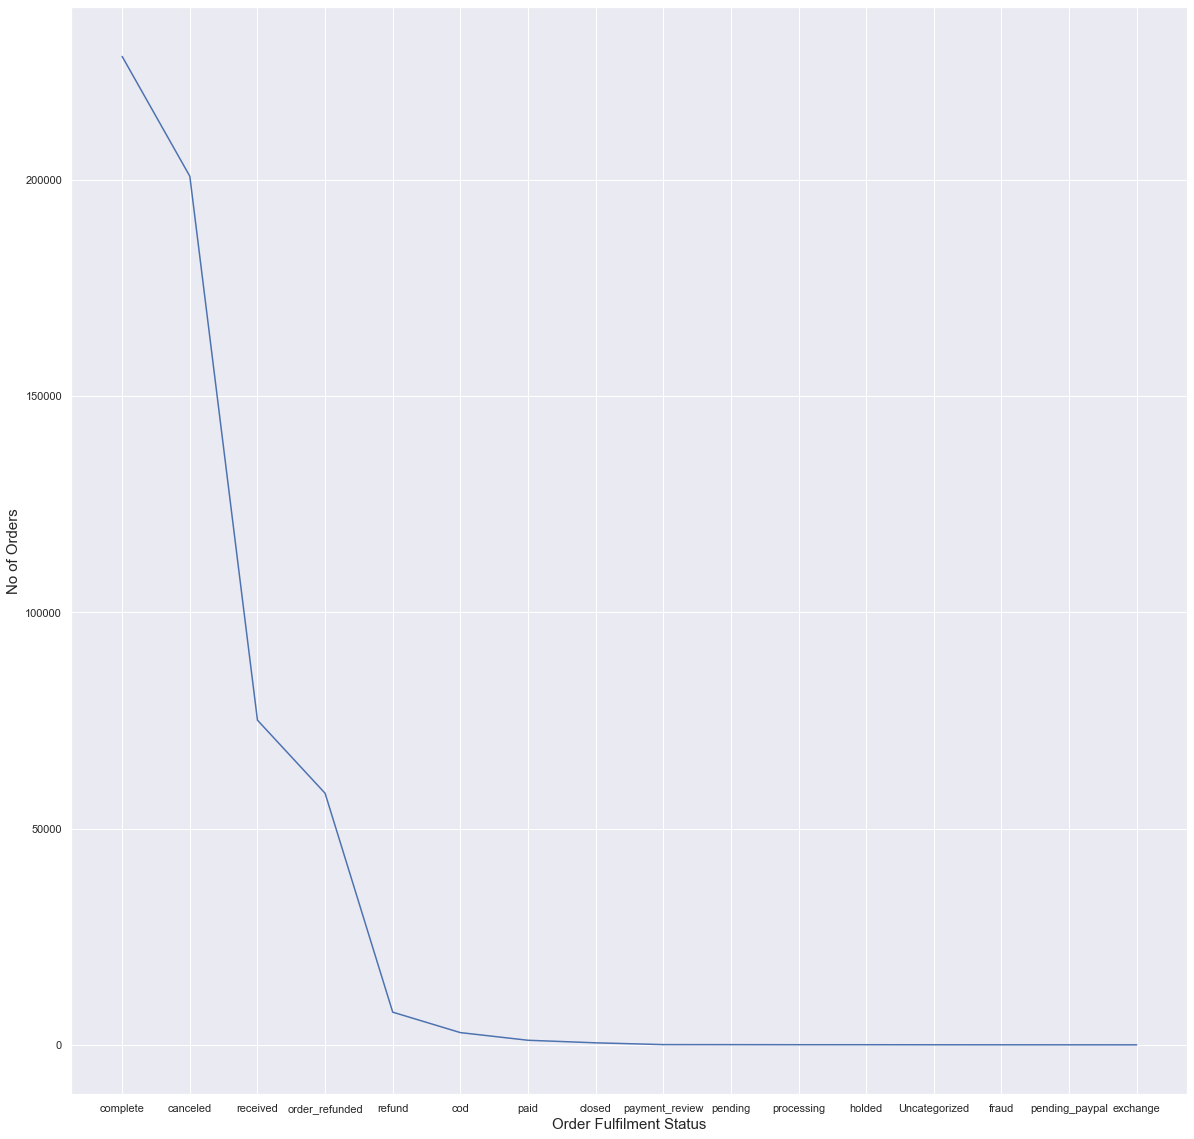 200000
150000
100000
50000
0
No of Orders
complete canceled received order_refunded refund cod paid closed payment_review pending processing holded Uncategorized fraud pending_paypal exchange
Order Fulfilment Status